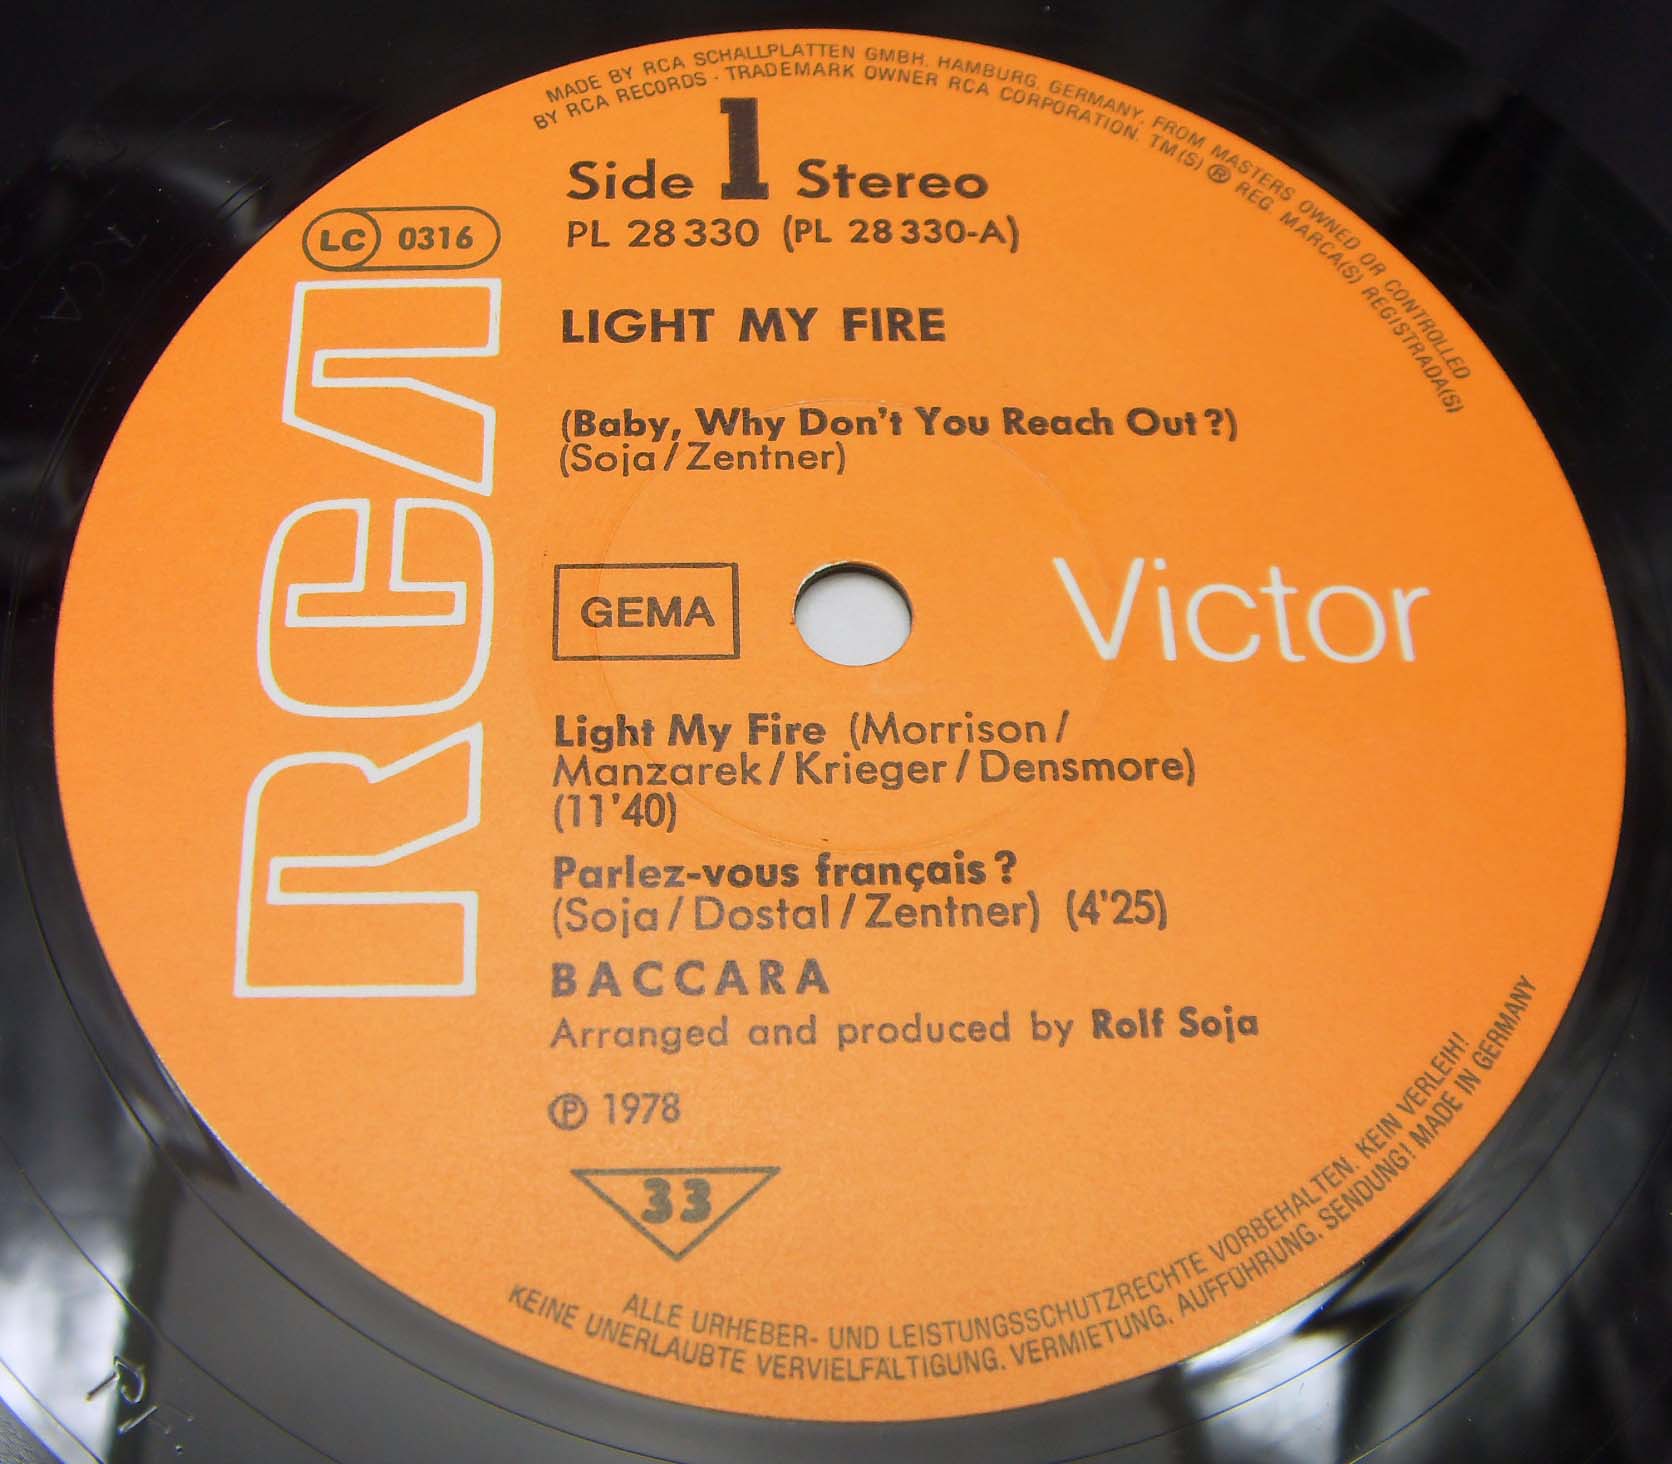 MADE BY RCA SCHALLPLATTEN GMBH. HAMBURG, GERMANY, FROM MASTERS OWNED OR CONTROLLED
BY RCA RECORDS · TRADEMARK OWNER RCA CORPORATION. TM(S) ® REG. MARCA(S) REGISTRADA(S)
Side 1 Stereo
PL 28 330 (PL 28 330-A)
LC 0316
RCA
LIGHT MY FIRE
(Baby, Why Don't You Reach Out?)
(Soja/Zentner)
GEMA
Victor
Light My Fire (Morrison/
Manzarek/Krieger/Densmore)
(11'40)
Parlez-vous français?
(Soja/Dostal/Zentner) (4'25)
BACCARA
Arranged and produced by Rolf Soja
℗ 1978
33
ALLE URHEBER- UND LEISTUNGSSCHUTZRECHTE VORBEHALTEN. KEIN VERLEIH!
KEINE UNERLAUBTE VERVIELFÄLTIGUNG, VERMIETUNG, AUFFÜHRUNG, SENDUNG! MADE IN GERMANY